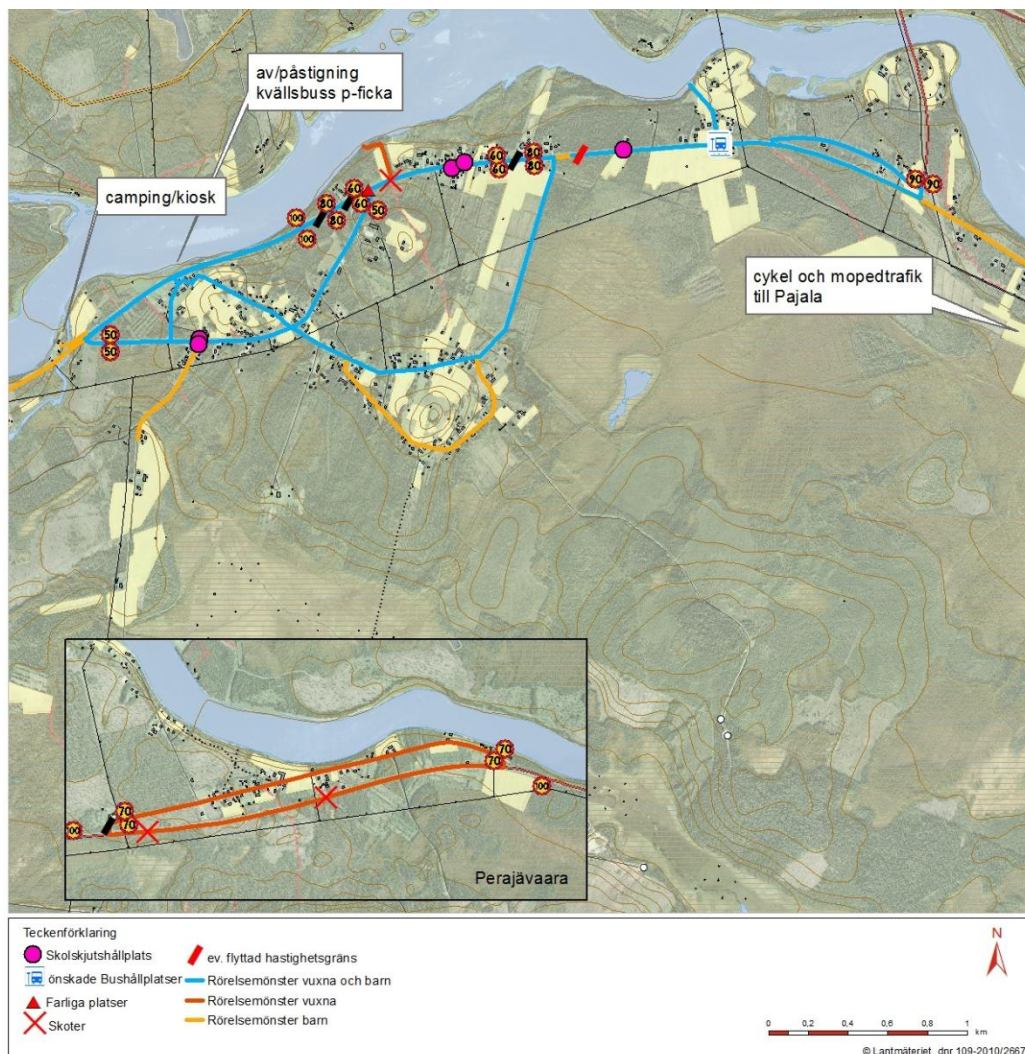 av/påstigning
kvällsbuss p-ficka
camping/kiosk
60
80
60
80
60
80
60
50
80
100
100
90
90
cykel och mopedtrafik
till Pajala
50
50
70
70
100
70
70
100
Perajävaara
Teckenförklaring
Skolskjutshållplats
önskade Bushållplatser
Farliga platser
Skoter
ev. flyttad hastighetsgräns
Rörelsemönster vuxna och barn
Rörelsemönster vuxna
Rörelsemönster barn
N
0 0,2 0,4 0,6 0,8 1
km
© Lantmäteriet, dnr 109-2010/2667